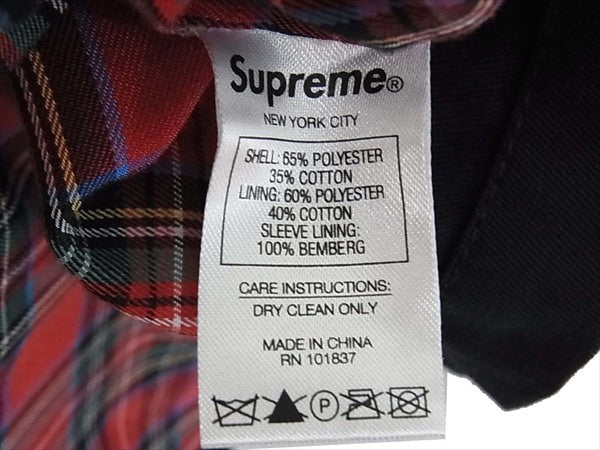 Supreme®
NEW YORK CITY
SHELL: 65% POLYESTER
35% COTTON
LINING: 60% POLYESTER
40% COTTON
SLEEVE LINING:
100% BEMBERG
CARE INSTRUCTIONS:
DRY CLEAN ONLY
MADE IN CHINA
RN 101837
P